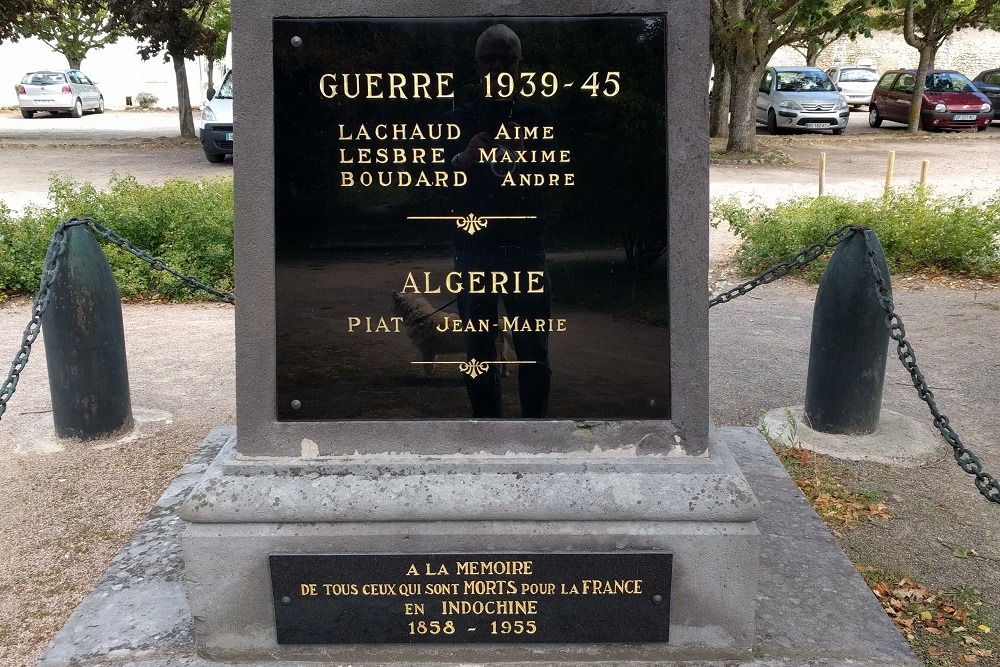 GUERRE 1939-45
LACHAUD AIME
LESBRE MAXIME
BOUDARD ANDRE
ALGERIE
PIAT JEAN-MARIE
A LA MEMOIRE
DE TOUS CEUX QUI SONT MORTS POUR LA FRANCE
EN INDOCHINE
1858 - 1955